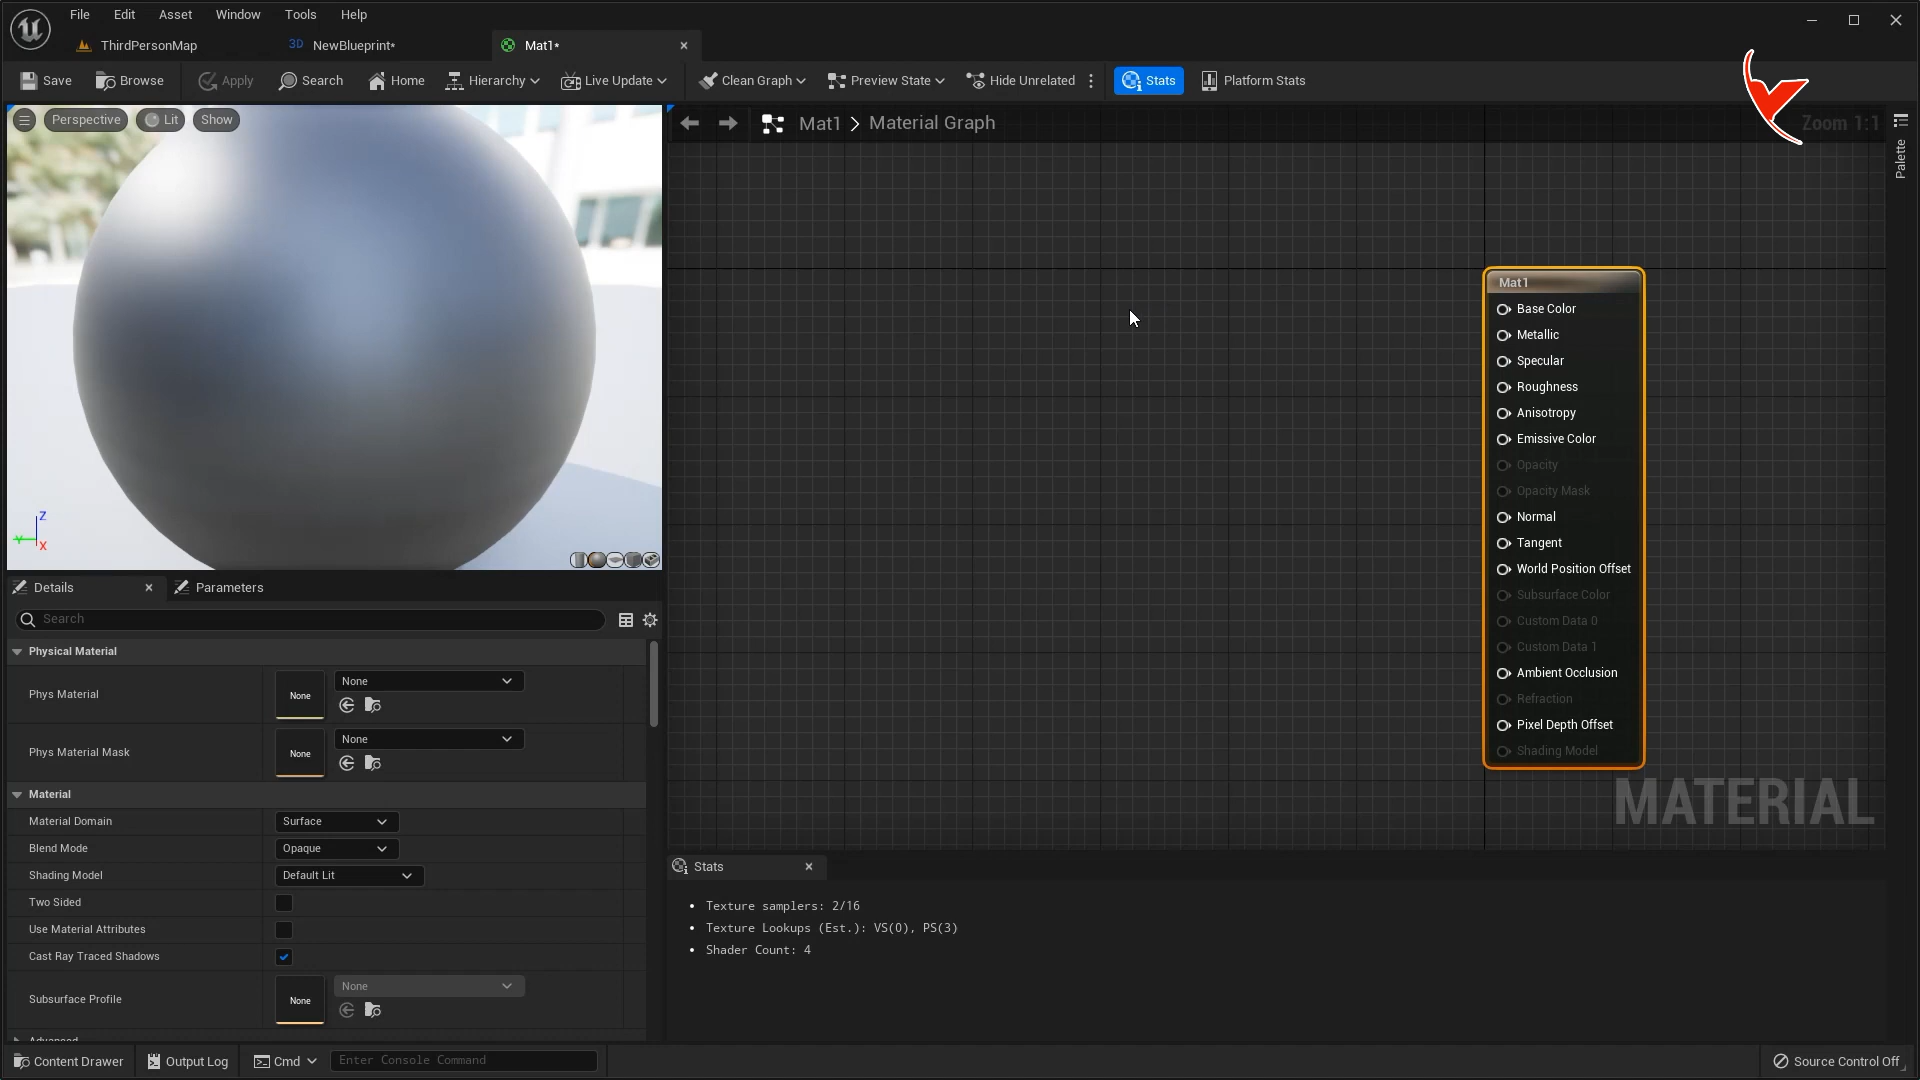 File Edit Asset Window Tools Help
ThirdPersonMap NewBlueprint* Mat1*
Save Browse Apply Search Home Hierarchy Live Update Clean Graph Preview State Hide Unrelated Stats Platform Stats
Perspective Lit Show
Mat1 > Material Graph
Zoom 1:1
Palette
Z
Y
X
Mat1
Base Color
Metallic
Specular
Roughness
Anisotropy
Emissive Color
Opacity
Opacity Mask
Normal
Tangent
World Position Offset
Subsurface Color
Custom Data 0
Custom Data 1
Ambient Occlusion
Refraction
Pixel Depth Offset
Shading Model
MATERIAL
Details Parameters
Search
Physical Material
Phys Material None None
Phys Material Mask None None
Material
Material Domain Surface
Blend Mode Opaque
Shading Model Default Lit
Two Sided
Use Material Attributes
Cast Ray Traced Shadows
Subsurface Profile None None
Advanced
Stats
Texture samplers: 2/16
Texture Lookups (Est.): VS(0), PS(3)
Shader Count: 4
Content Drawer Output Log Cmd Enter Console Command Source Control Off